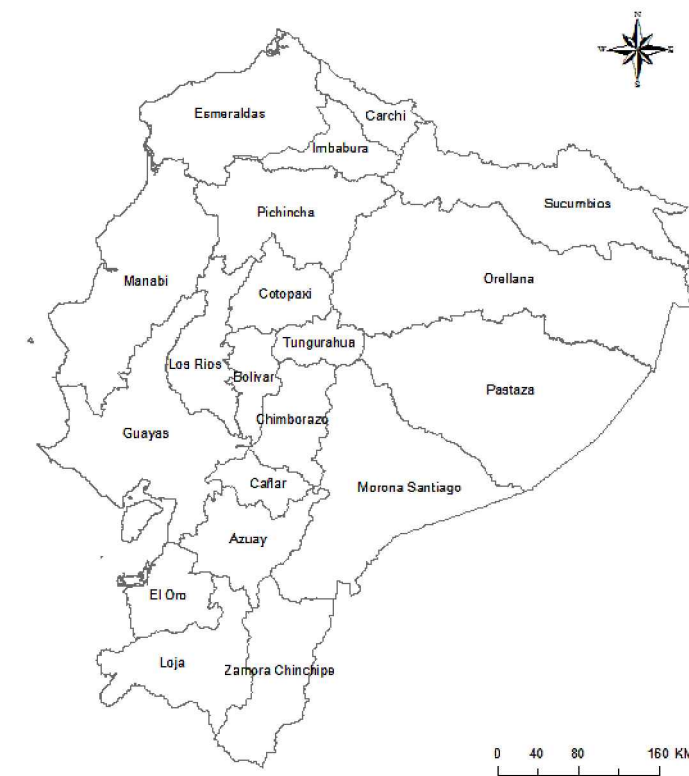 N
W E
S
Esmeraldas
Carchi
Imbabura
Sucumbios
Pichincha
Manabi
Cotopaxi
Orellana
Tungurahua
Los Rios
Bolivar
Pastaza
Chimborazo
Guayas
Cañar
Morona Santiago
Azuay
El Oro
Loja
Zamora Chinchipe
0 40 80 160 KM